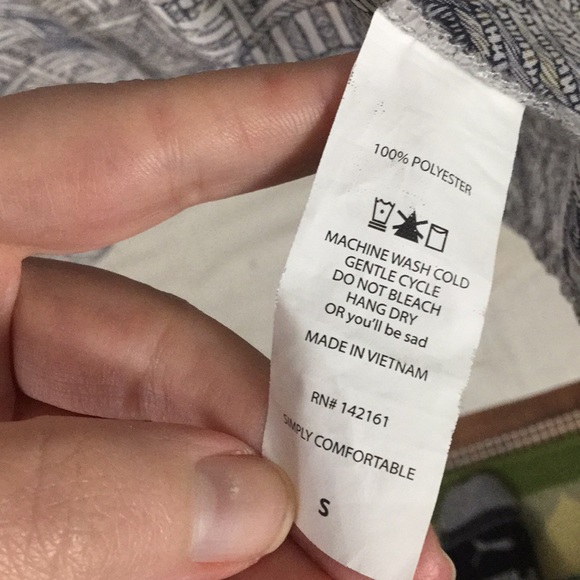 100% POLYESTER
MACHINE WASH COLD
GENTLE CYCLE
DO NOT BLEACH
HANG DRY
OR you'll be sad
MADE IN VIETNAM
RN# 142161
SIMPLY COMFORTABLE
S